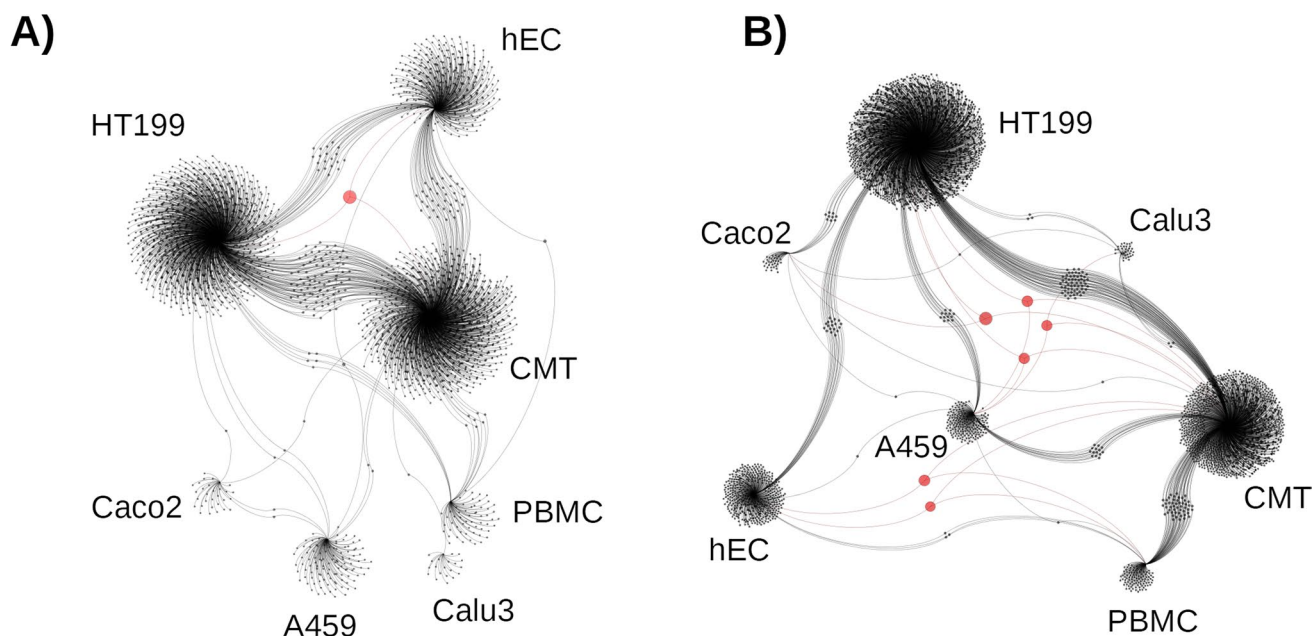 A)
hEC
HT199
CMT
Caco2
PBMC
Calu3
A459
B)
HT199
Calu3
Caco2
A459
CMT
hEC
PBMC